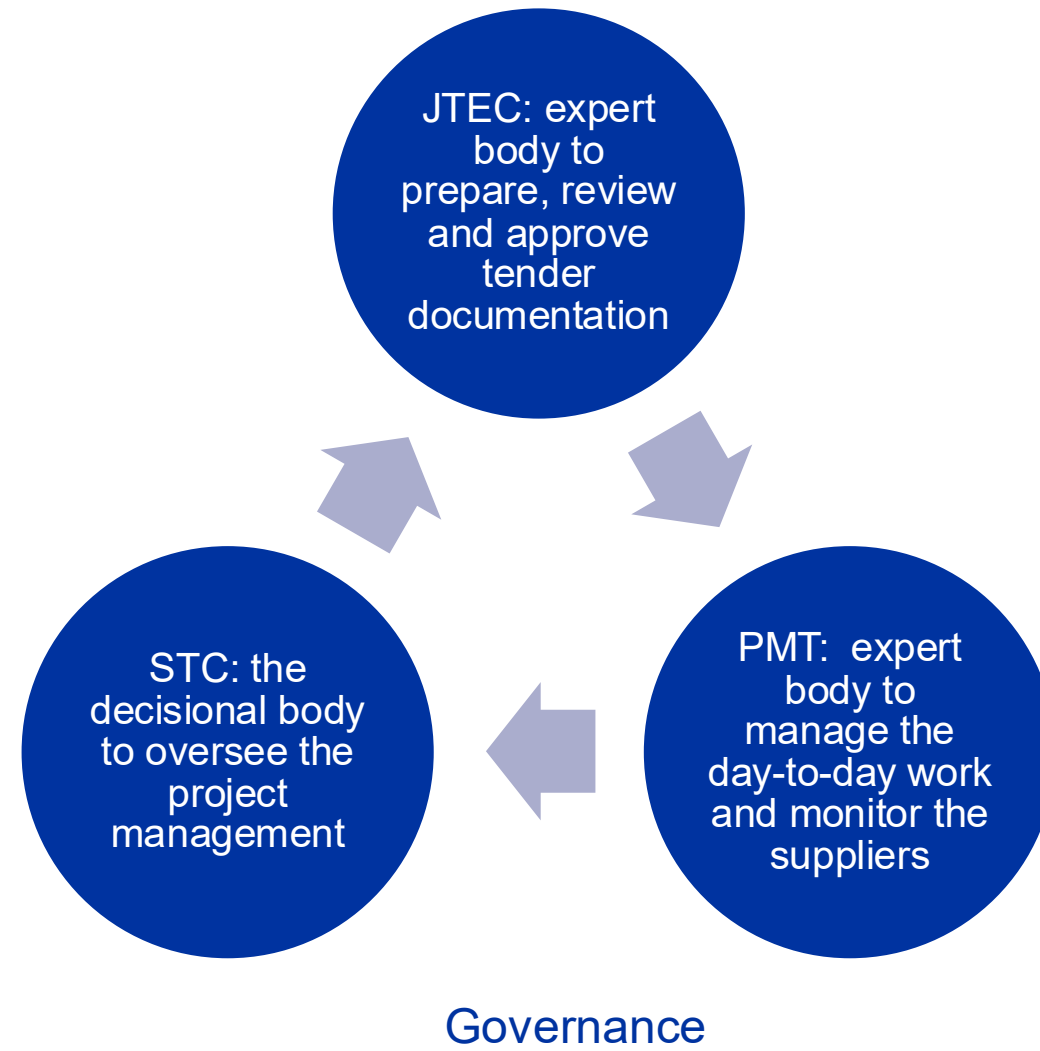 JTEC: expert
body to
prepare, review
and approve
tender
documentation
STC: the
decisional body
to oversee the
project
management
PMT:  expert
body to
manage the
day-to-day work
and monitor the
suppliers
Governance